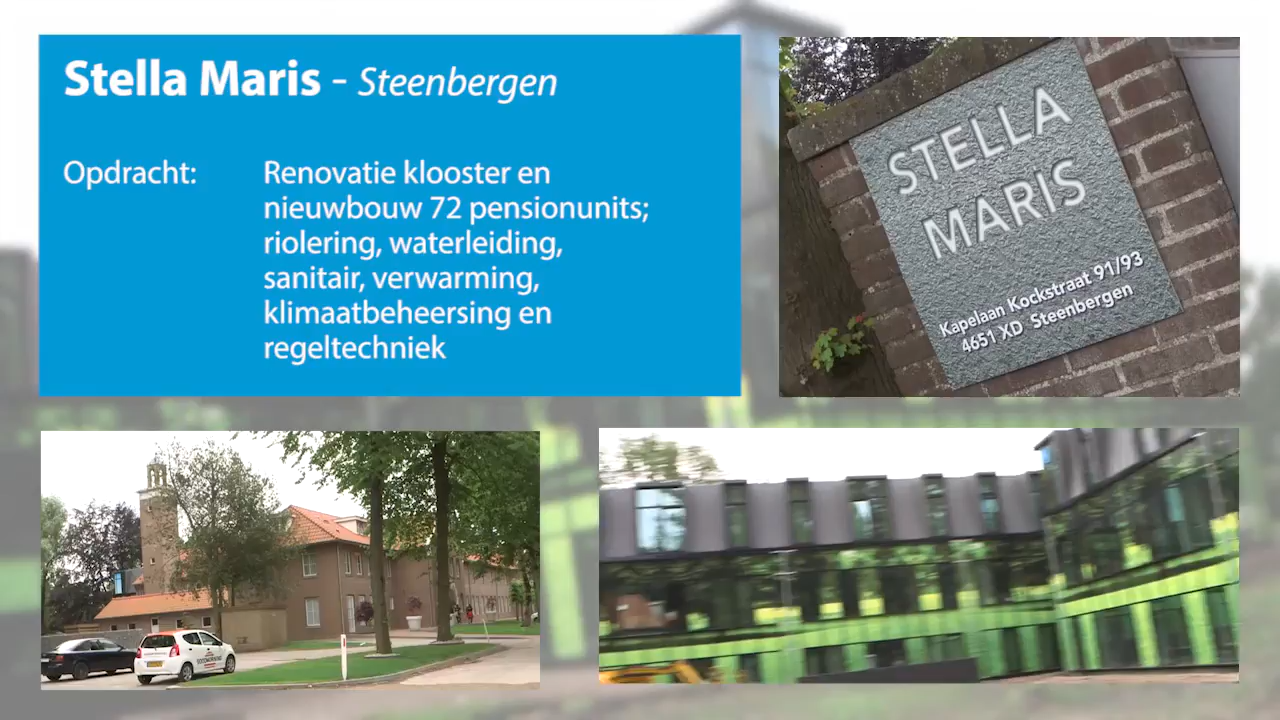 Stella Maris - Steenbergen
Opdracht:
Renovatie klooster en
nieuwbouw 72 pensionunits;
riolering, waterleiding,
sanitair, verwarming,
klimaatbeheersing en
regeltechniek
STELLA
MARIS
Kapelaan Kockstraat 91/93
4651 XD Steenbergen